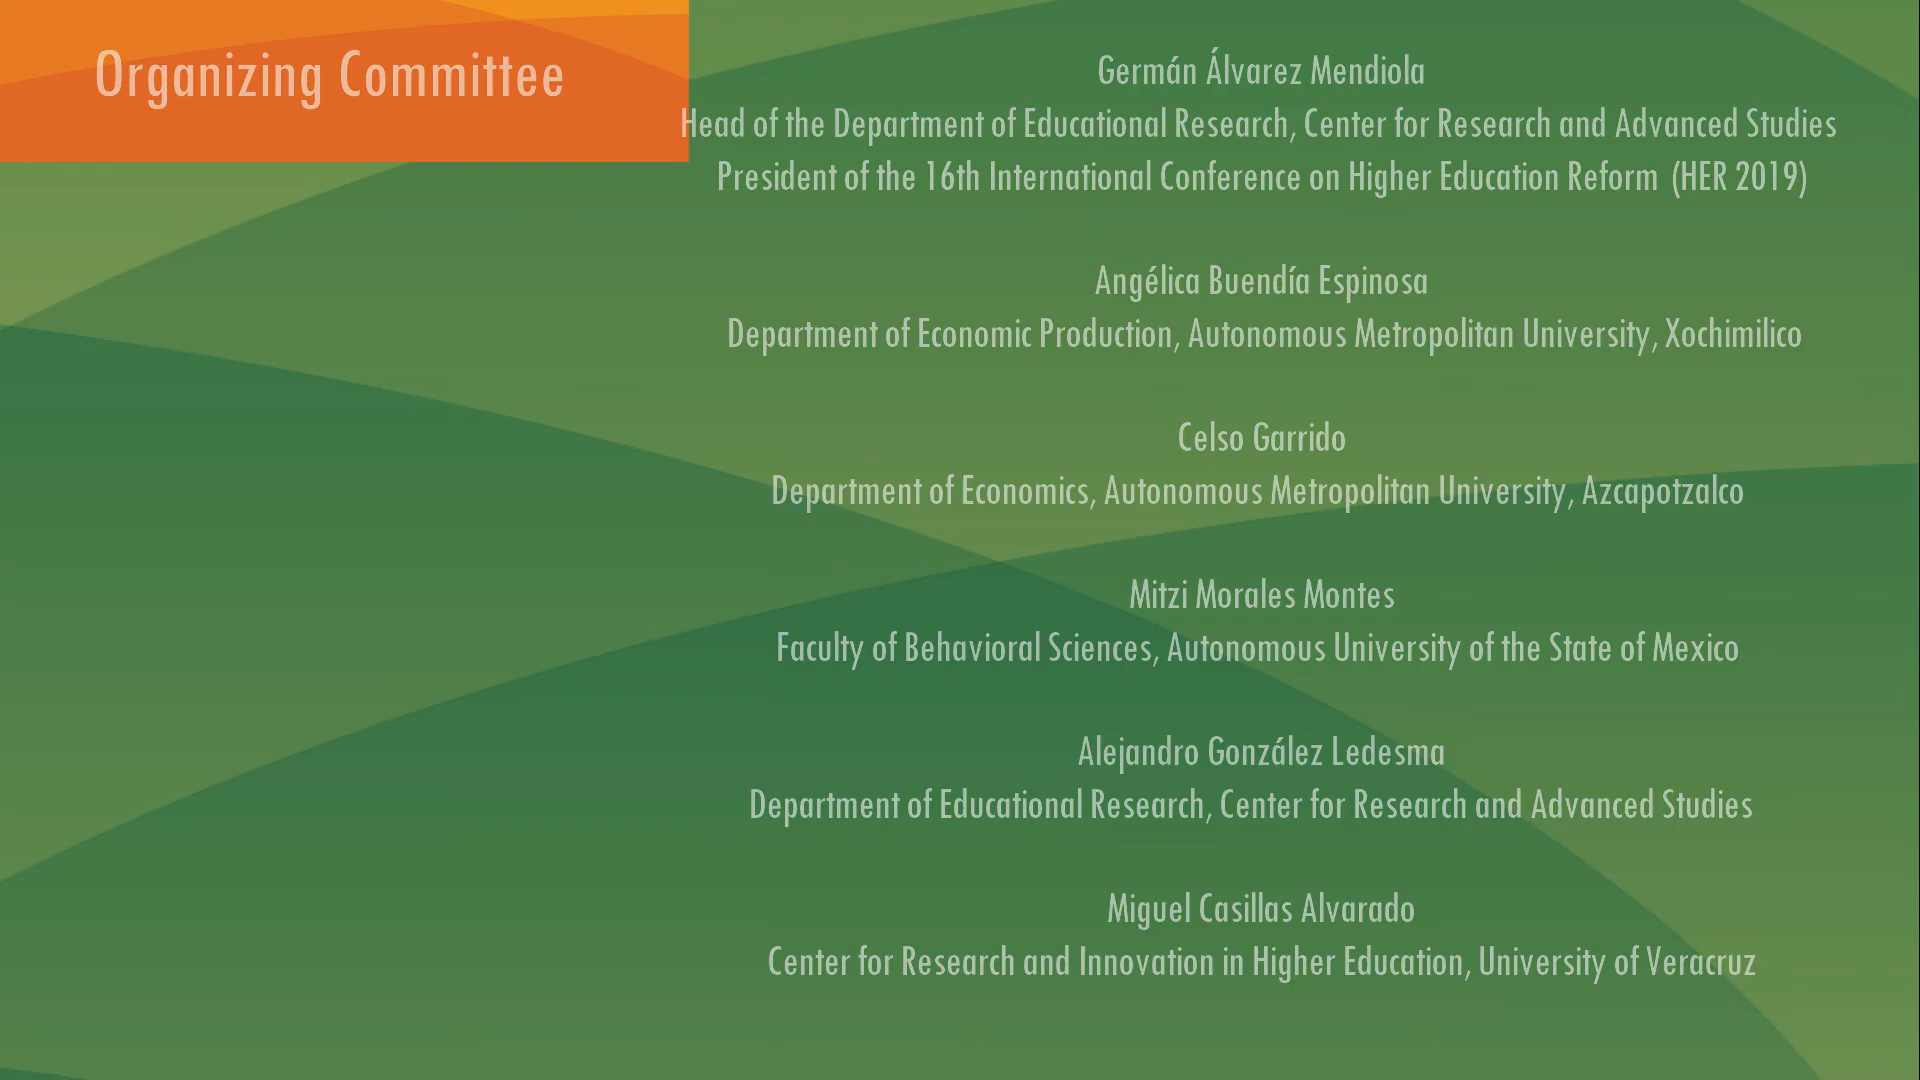 Organizing Committee
Germán Álvarez Mendiola
Head of the Department of Educational Research, Center for Research and Advanced Studies
President of the 16th International Conference on Higher Education Reform (HER 2019)
Angélica Buendía Espinosa
Department of Economic Production, Autonomous Metropolitan University, Xochimilico
Celso Garrido
Department of Economics, Autonomous Metropolitan University, Azcapotzalco
Mitzi Morales Montes
Faculty of Behavioral Sciences, Autonomous University of the State of Mexico
Alejandro González Ledesma
Department of Educational Research, Center for Research and Advanced Studies
Miguel Casillas Alvarado
Center for Research and Innovation in Higher Education, University of Veracruz